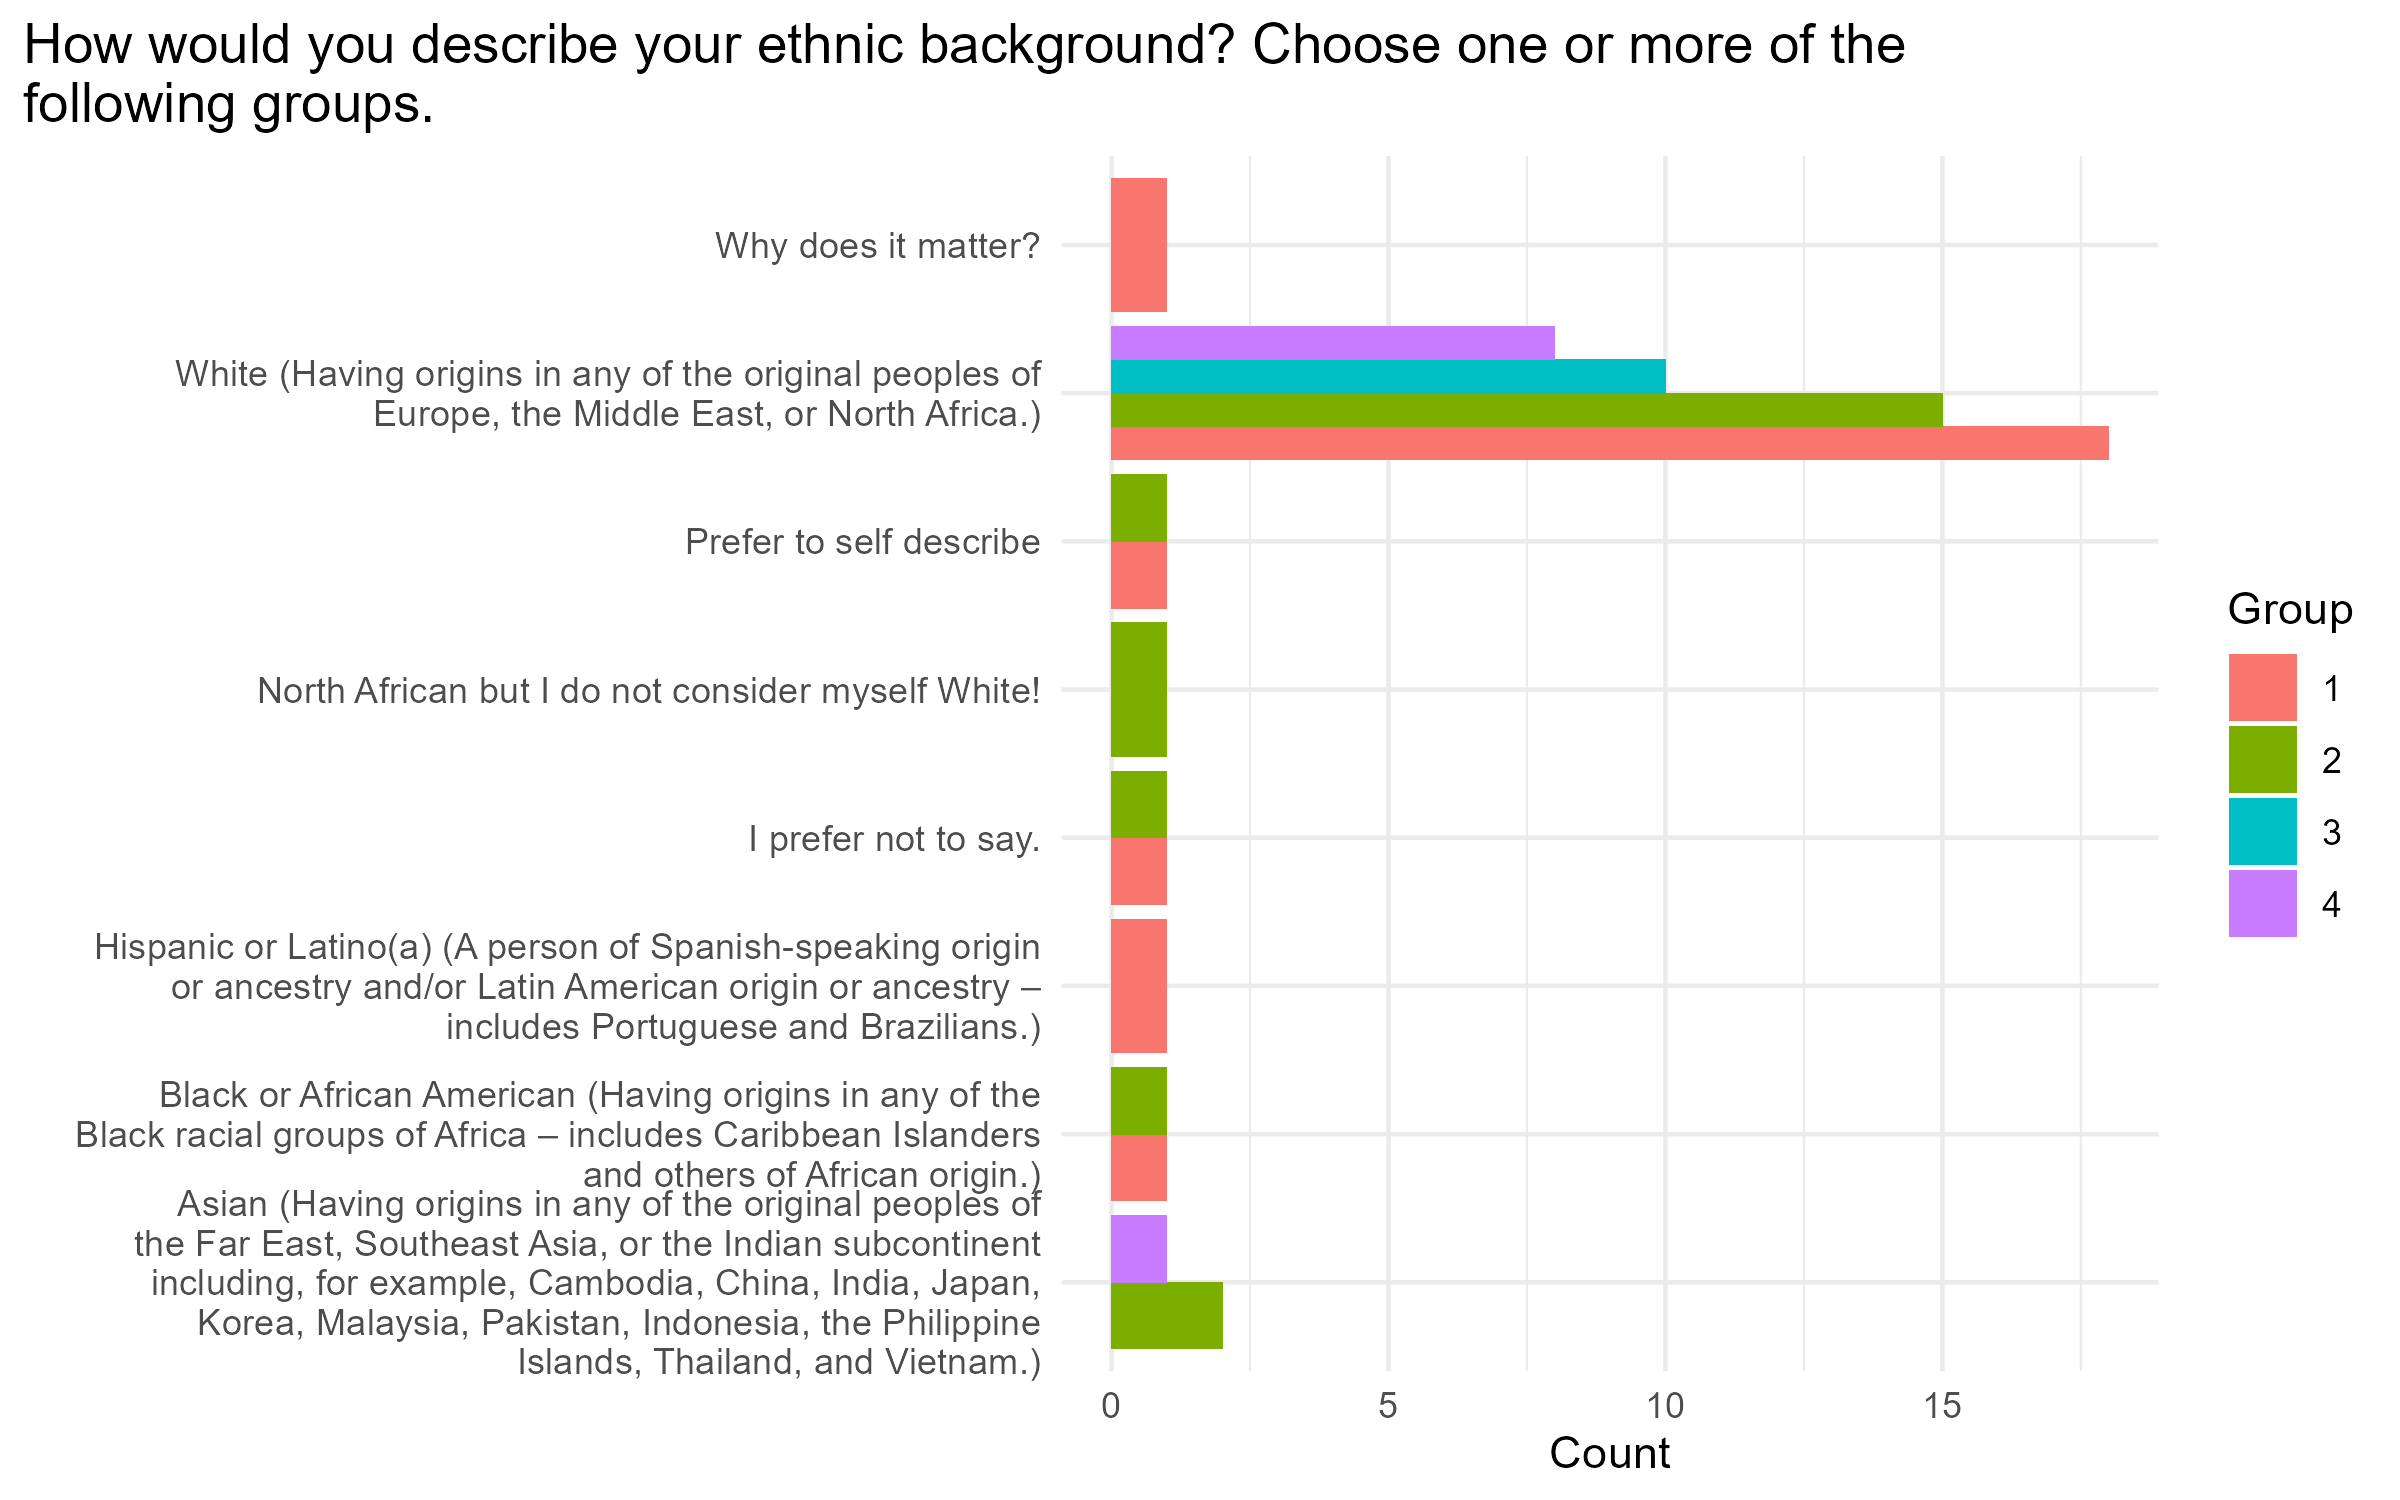 How would you describe your ethnic background? Choose one or more of the
following groups.
Why does it matter?
White (Having origins in any of the original peoples of
Europe, the Middle East, or North Africa.)
Prefer to self describe
North African but I do not consider myself White!
I prefer not to say.
Hispanic or Latino(a) (A person of Spanish-speaking origin
or ancestry and/or Latin American origin or ancestry –
includes Portuguese and Brazilians.)
Black or African American (Having origins in any of the
Black racial groups of Africa – includes Caribbean Islanders
and others of African origin.)
Asian (Having origins in any of the original peoples of
the Far East, Southeast Asia, or the Indian subcontinent
including, for example, Cambodia, China, India, Japan,
Korea, Malaysia, Pakistan, Indonesia, the Philippine
Islands, Thailand, and Vietnam.)
0 5 10 15
Count
Group
1
2
3
4